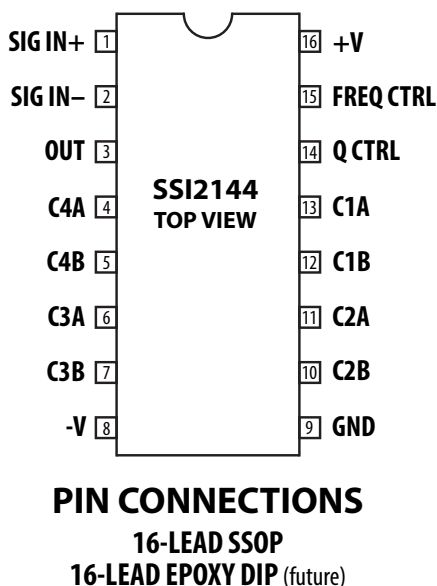 SIG IN+ 1 16 +V
SIG IN– 2 15 FREQ CTRL
OUT 3 14 Q CTRL
SSI2144
TOP VIEW
C4A 4 13 C1A
C4B 5 12 C1B
C3A 6 11 C2A
C3B 7 10 C2B
-V 8 9 GND
PIN CONNECTIONS
16-LEAD SSOP
16-LEAD EPOXY DIP (future)